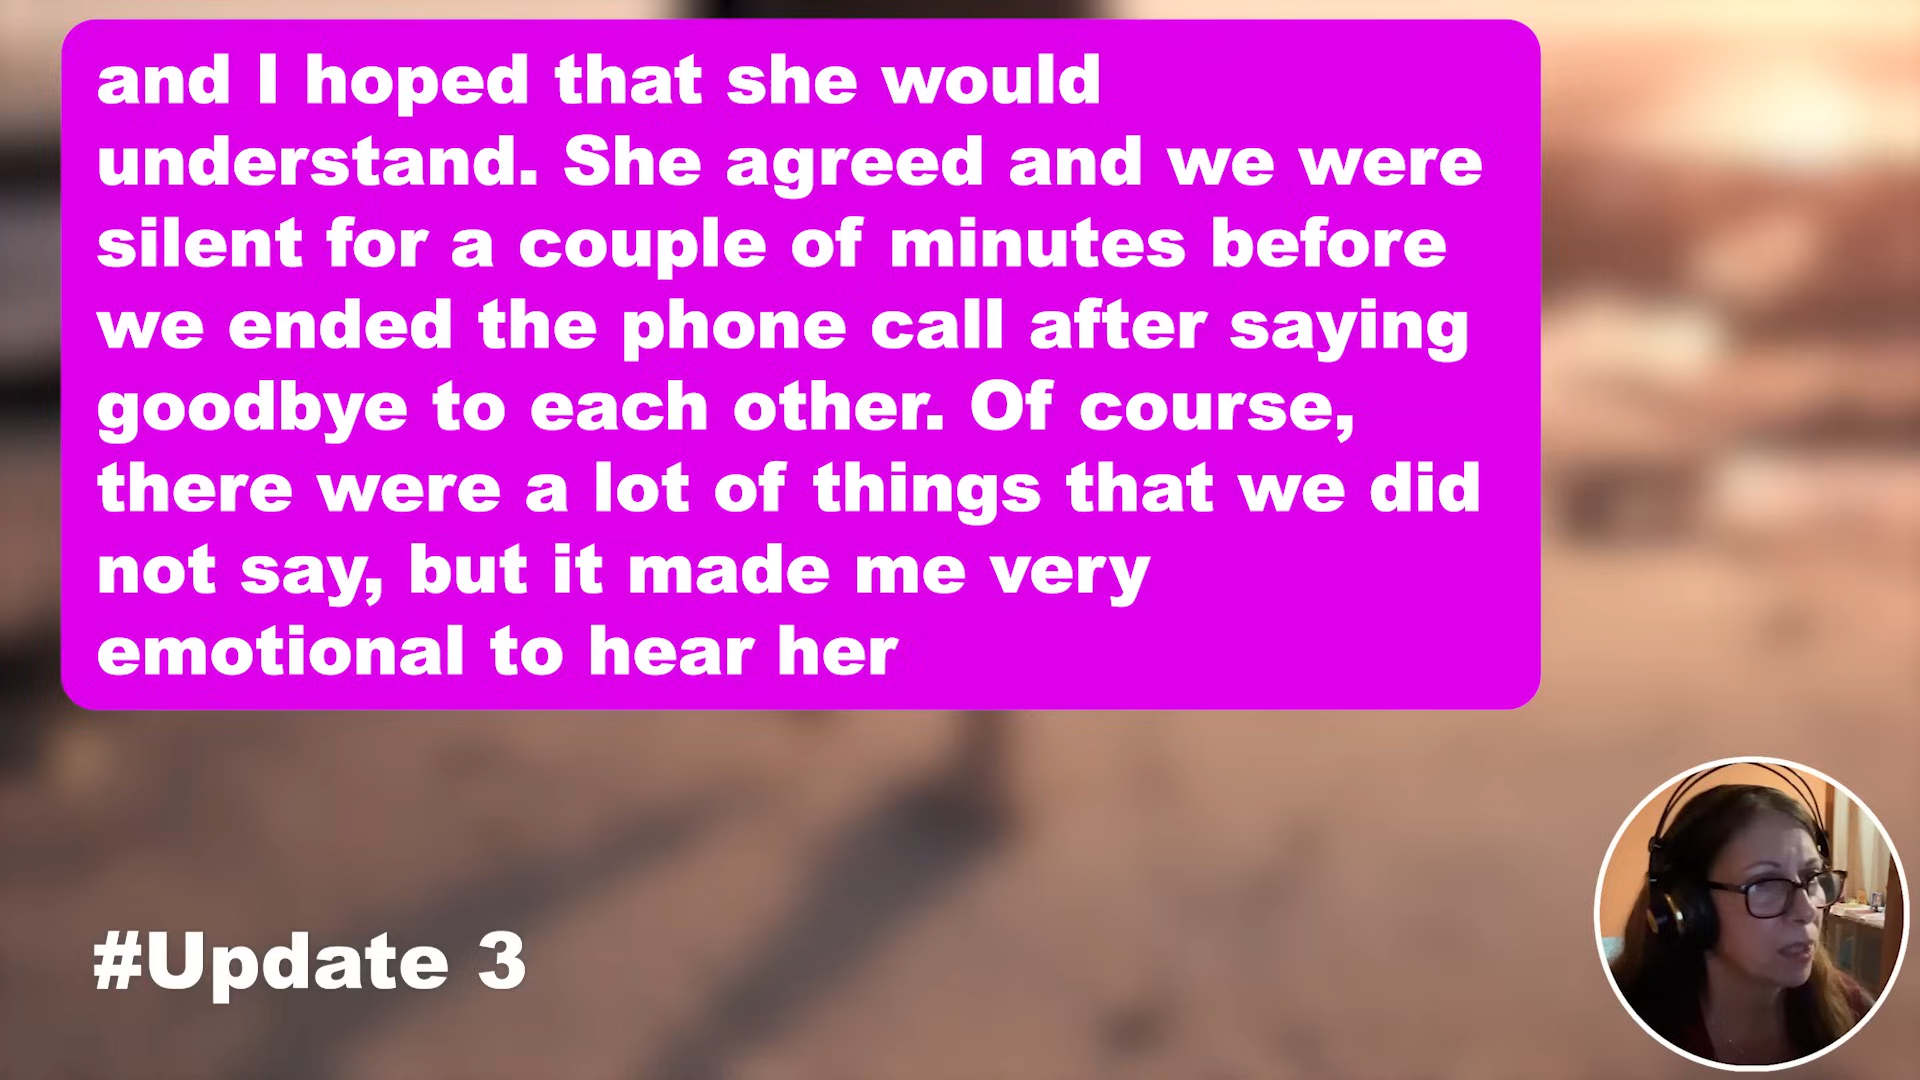 and I hoped that she would
understand. She agreed and we were
silent for a couple of minutes before
we ended the phone call after saying
goodbye to each other. Of course,
there were a lot of things that we did
not say, but it made me very
emotional to hear her
#Update 3